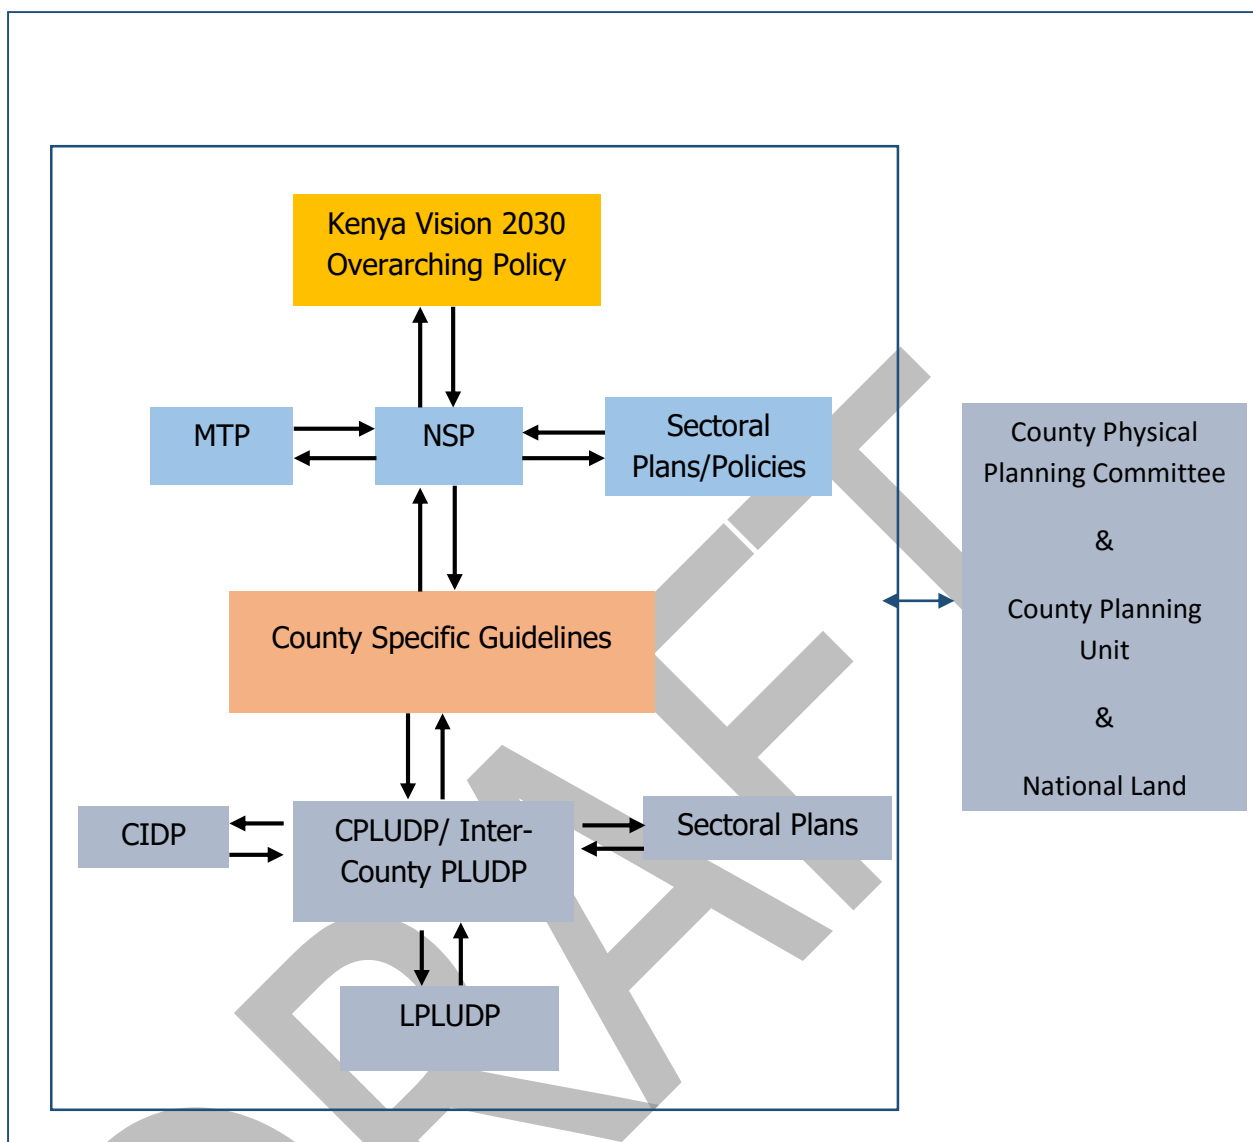 Kenya Vision 2030
Overarching Policy
MTP
NSP
Sectoral
Plans/Policies
County Specific Guidelines
CIDP
CPLUDP/ Inter-
County PLUDP
Sectoral Plans
LPLUDP
County Physical
Planning Committee
&
County Planning
Unit
&
National Land
DRAFT